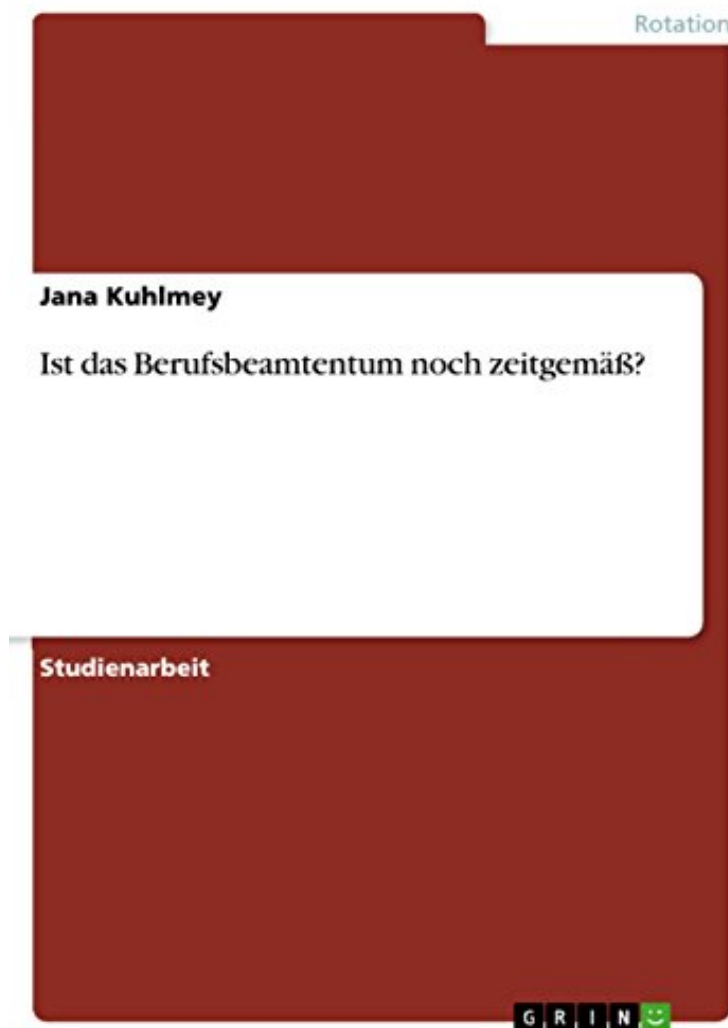 Rotation
Jana Kuhlmey
Ist das Berufsbeamtentum noch zeitgemäß?
Studienarbeit
GRIN